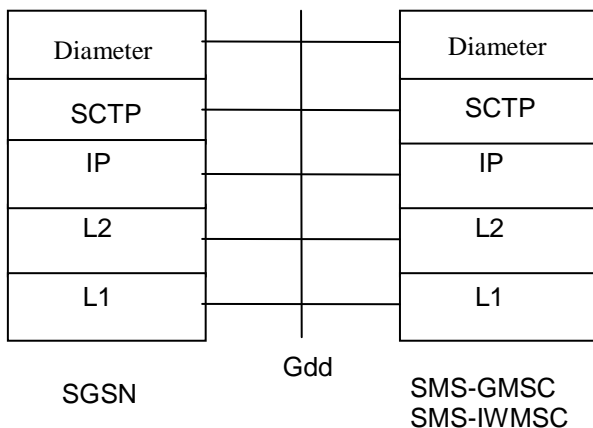 Diameter
SCTP
IP
L2
L1
SGSN
Gdd
Diameter
SCTP
IP
L2
L1
SMS-GMSC
SMS-IWMSC